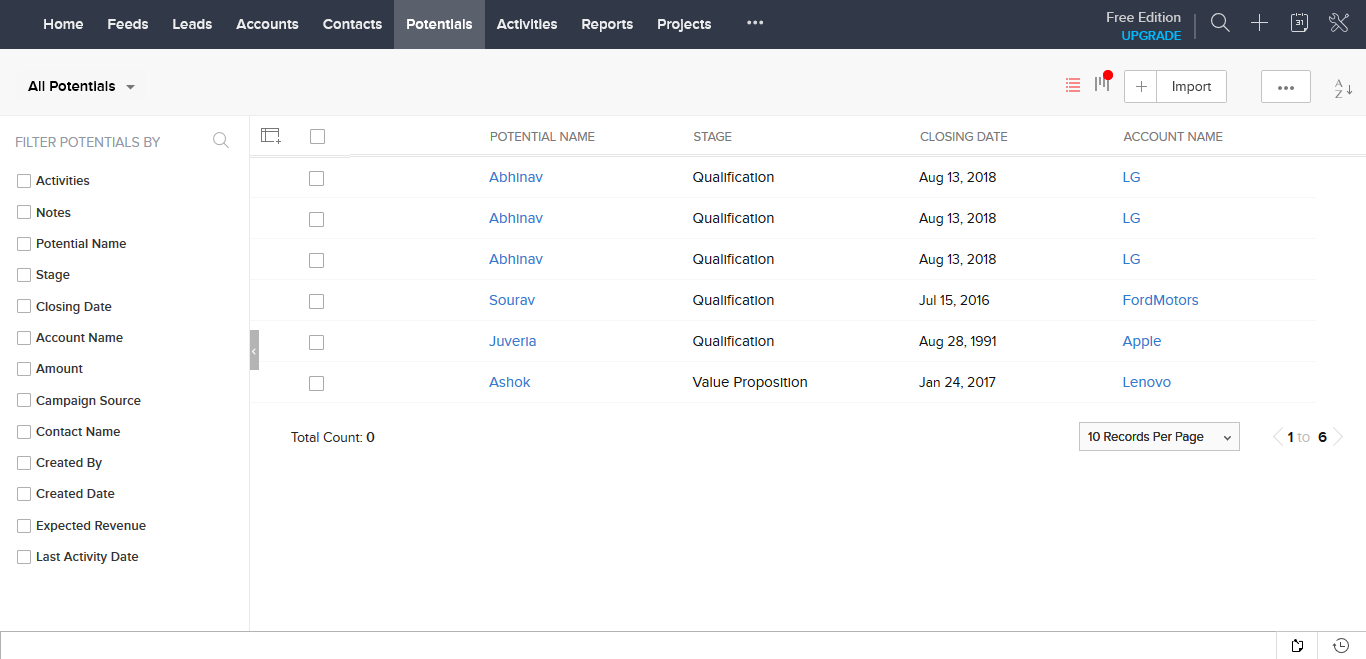 Home Feeds Leads Accounts Contacts Potentials Activities Reports Projects ••• Free Edition
UPGRADE
31
All Potentials
Import
•••
A
Z
FILTER POTENTIALS BY
Activities
Notes
Potential Name
Stage
Closing Date
Account Name
Amount
Campaign Source
Contact Name
Created By
Created Date
Expected Revenue
Last Activity Date
POTENTIAL NAME STAGE CLOSING DATE ACCOUNT NAME
Abhinav Qualification Aug 13, 2018 LG
Abhinav Qualification Aug 13, 2018 LG
Abhinav Qualification Aug 13, 2018 LG
Sourav Qualification Jul 15, 2016 FordMotors
Juveria Qualification Aug 28, 1991 Apple
Ashok Value Proposition Jan 24, 2017 Lenovo
Total Count: 0 10 Records Per Page 1 to 6